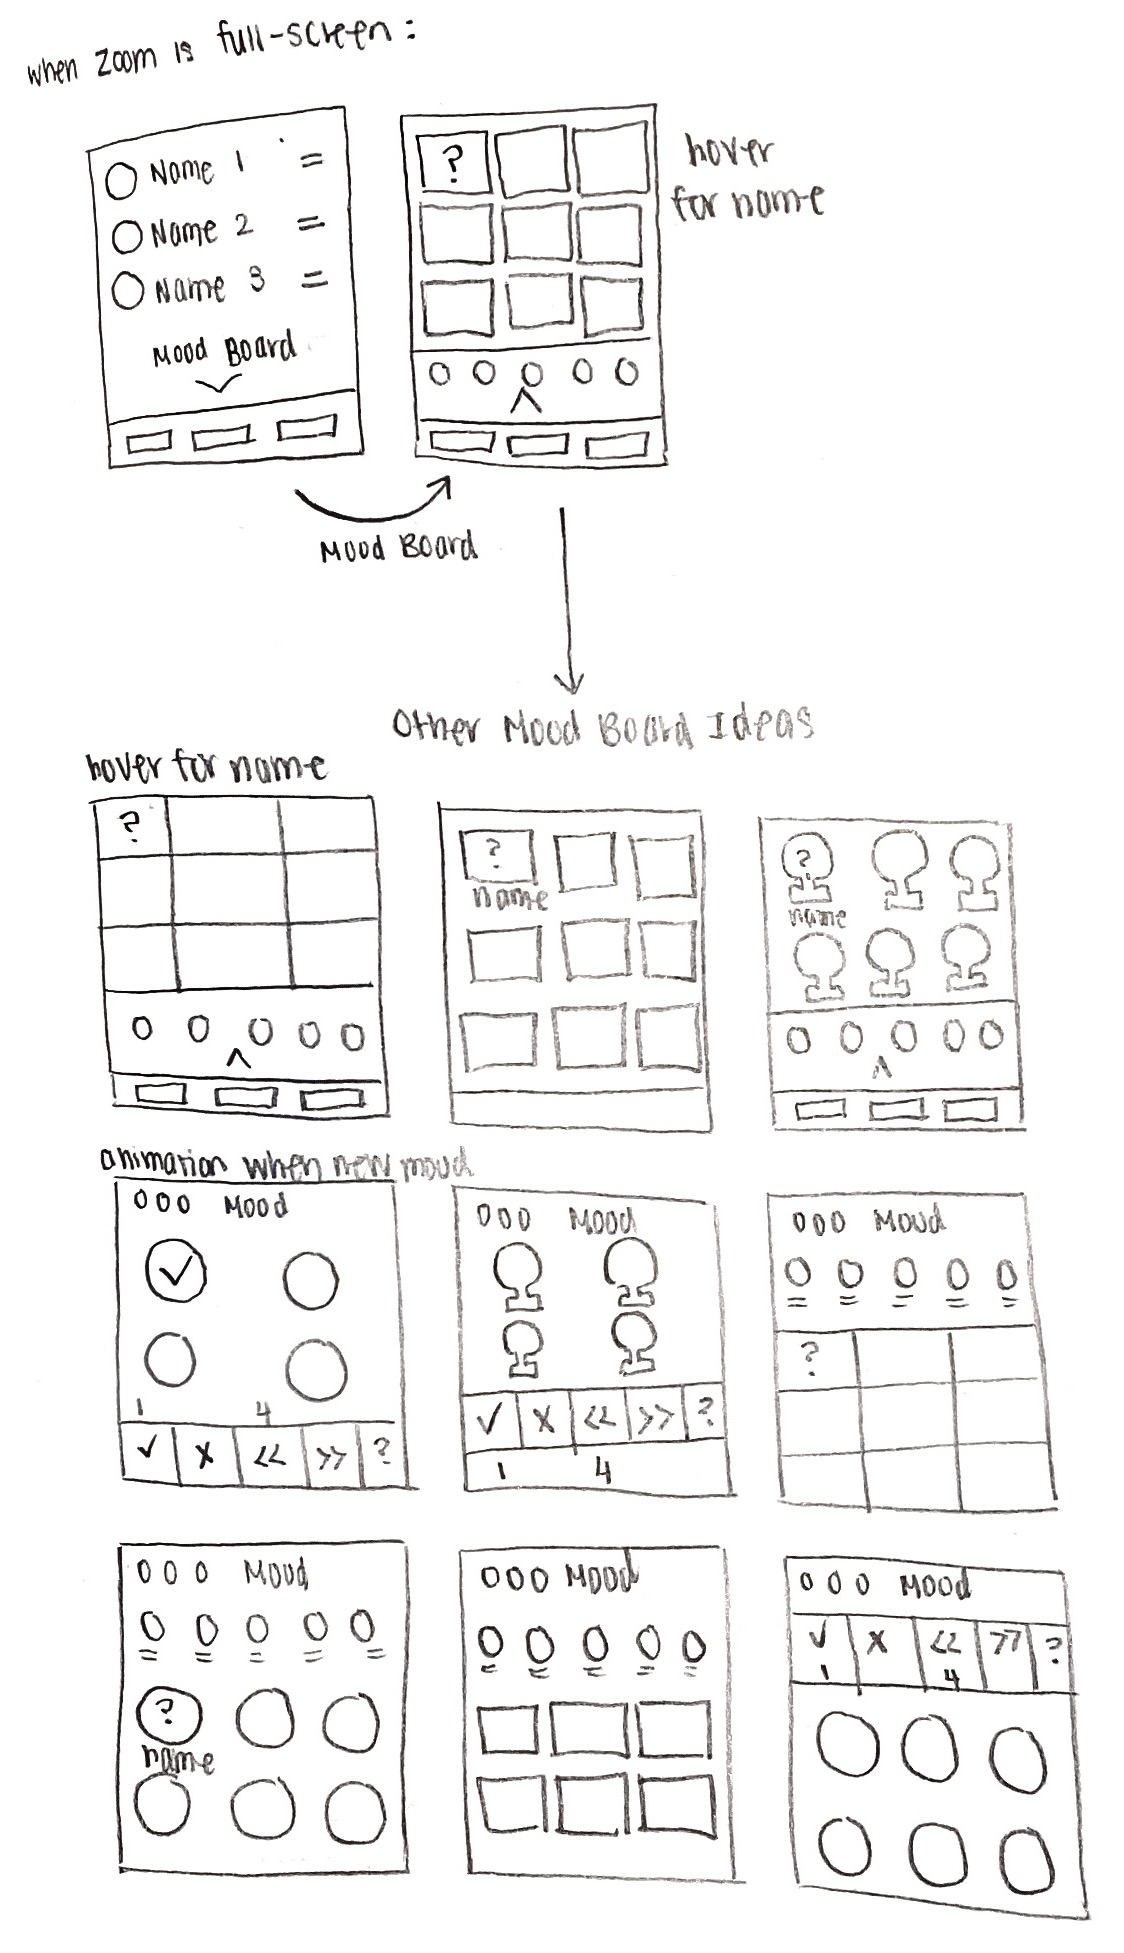 when zoom is full-screen:
Name 1 =
Name 2 =
Name 3 =
Mood Board
?
hover
for name
Mood Board
Other Mood Board Ideas
hover for name
?
?
name
?
name
animation when new mood
000 Mood
✓
1 4
✓ x << >> ?
000 Mood
✓ x << >> ?
1 4
000 Mood
?
000 Mood
?
name
000 Mood
000 Mood
✓ x << >> ?
1 4